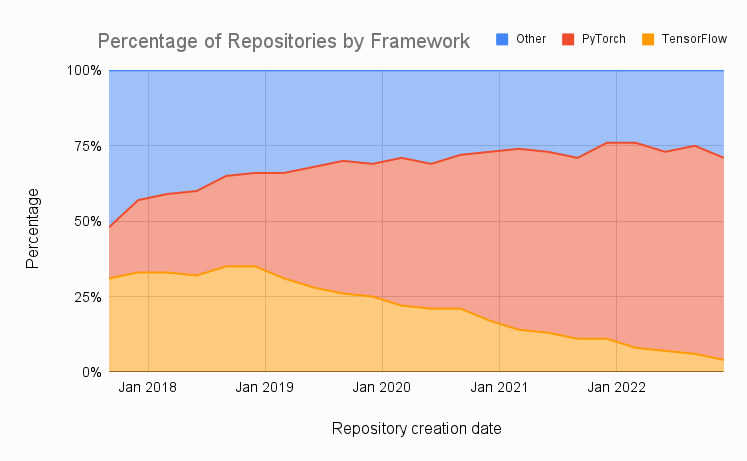 Percentage of Repositories by Framework
Other PyTorch TensorFlow
100%
75%
50%
25%
0%
Percentage
Jan 2018 Jan 2019 Jan 2020 Jan 2021 Jan 2022
Repository creation date